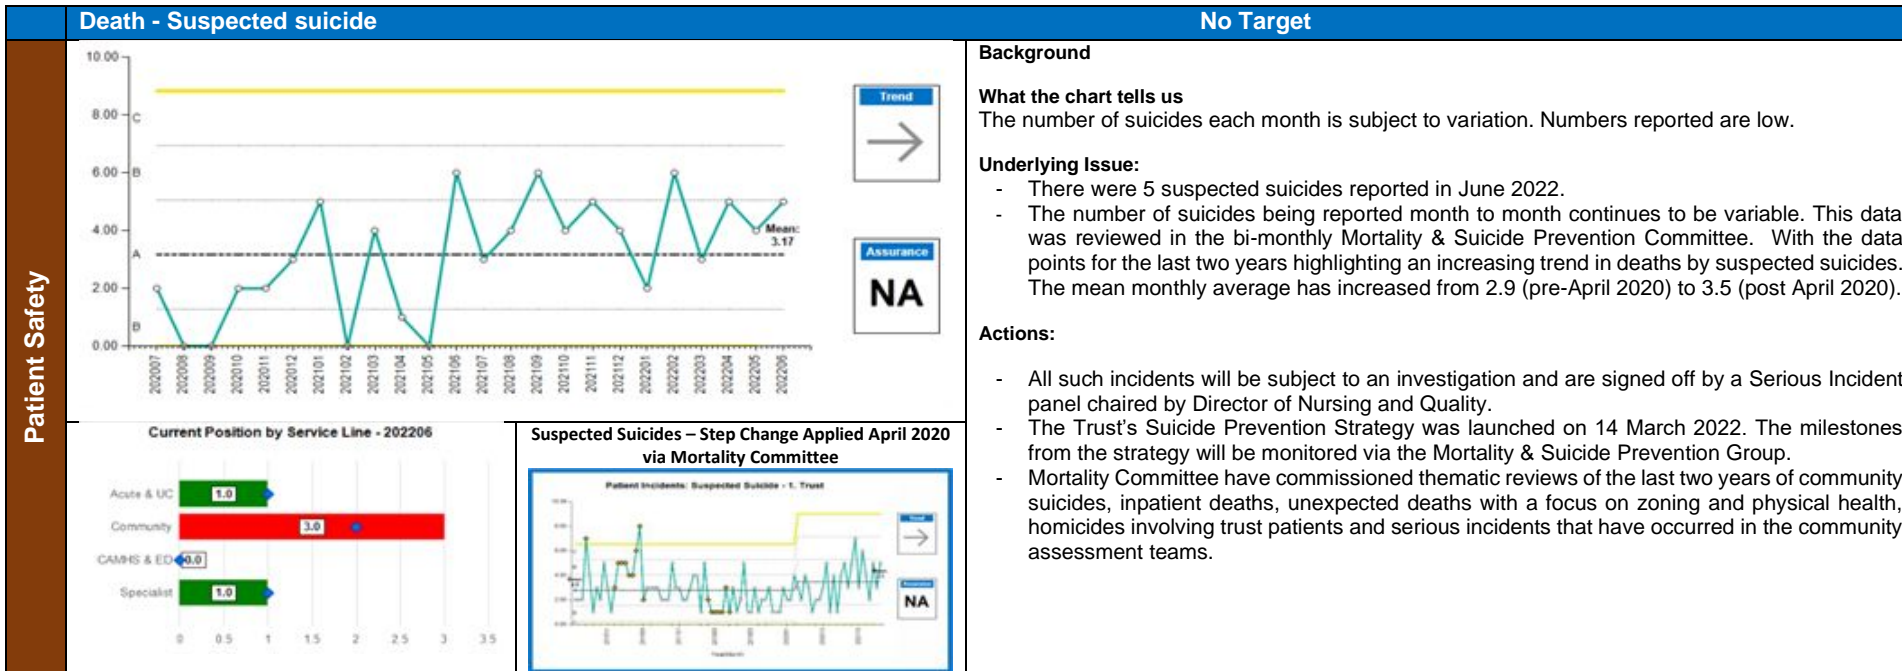 Death - Suspected suicide
No Target
Patient Safety
10.00
8.00
6.00
4.00
2.00
0.00
C
B
A
B
Mean:
3.17
202007
202008
202009
202010
202011
202012
202101
202102
202103
202104
202105
202106
202107
202108
202109
202110
202111
202112
202201
202202
202203
202204
202205
202206
Trend
Assurance
NA
Current Position by Service Line - 202206
Acute & UC
1.0
Community
3.0
CAMHS & ED
0.0
Specialist
1.0
0
0.5
1
1.5
2
2.5
3
3.5
Suspected Suicides – Step Change Applied April 2020
via Mortality Committee
Patient Incidents: Suspected Suicide - 1. Trust
NA
Background
What the chart tells us
The number of suicides each month is subject to variation. Numbers reported are low.
Underlying Issue:
- There were 5 suspected suicides reported in June 2022.
- The number of suicides being reported month to month continues to be variable. This data
was reviewed in the bi-monthly Mortality & Suicide Prevention Committee. With the data
points for the last two years highlighting an increasing trend in deaths by suspected suicides.
The mean monthly average has increased from 2.9 (pre-April 2020) to 3.5 (post April 2020).
Actions:
- All such incidents will be subject to an investigation and are signed off by a Serious Incident
panel chaired by Director of Nursing and Quality.
- The Trust's Suicide Prevention Strategy was launched on 14 March 2022. The milestones
from the strategy will be monitored via the Mortality & Suicide Prevention Group.
- Mortality Committee have commissioned thematic reviews of the last two years of community
suicides, inpatient deaths, unexpected deaths with a focus on zoning and physical health,
homicides involving trust patients and serious incidents that have occurred in the community
assessment teams.